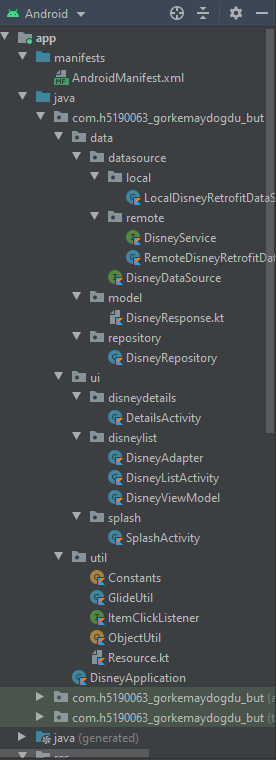 Android
app
manifests
AndroidManifest.xml
java
com.h5190063_gorkemaydogdu_but
data
datasource
local
LocalDisneyRetrofitDataS
remote
DisneyService
RemoteDisneyRetrofitDat
DisneyDataSource
model
DisneyResponse.kt
repository
DisneyRepository
ui
disneydetails
DetailsActivity
disneylist
DisneyAdapter
DisneyListActivity
DisneyViewModel
splash
SplashActivity
util
Constants
GlideUtil
ItemClickListener
ObjectUtil
Resource.kt
DisneyApplication
com.h5190063_gorkemaydogdu_but (a
com.h5190063_gorkemaydogdu_but (t
java (generated)